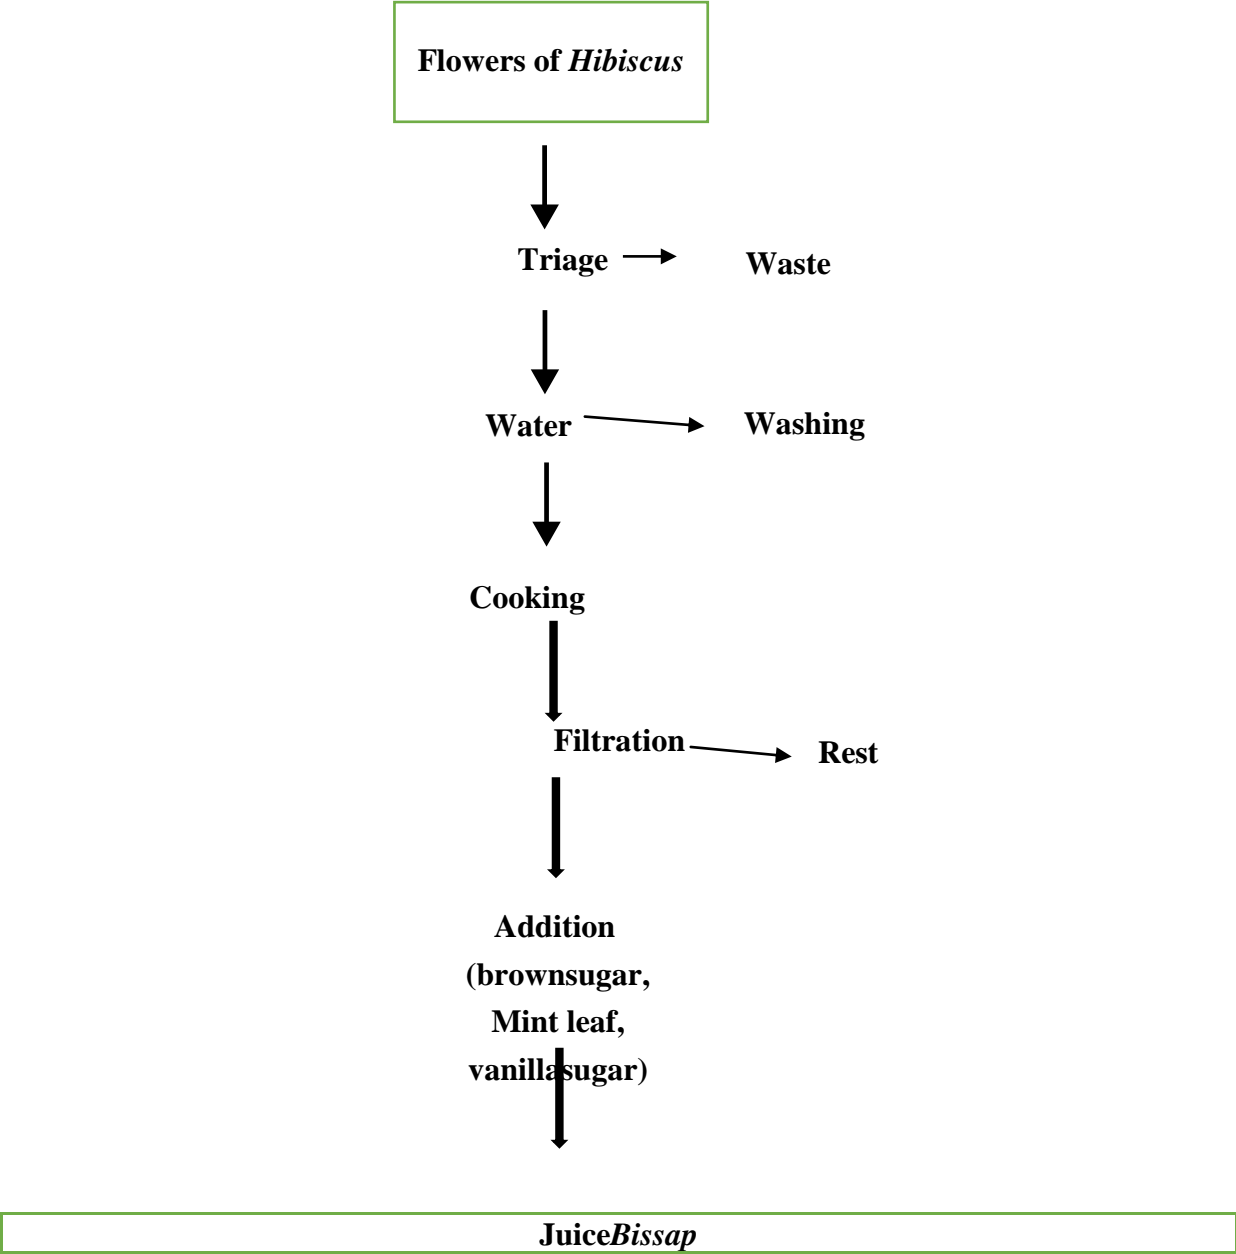 Flowers of Hibiscus
Triage
Waste
Water
Washing
Cooking
Filtration
Rest
Addition
(brownsugar,
Mint leaf,
vanillasugar)
JuiceBissap